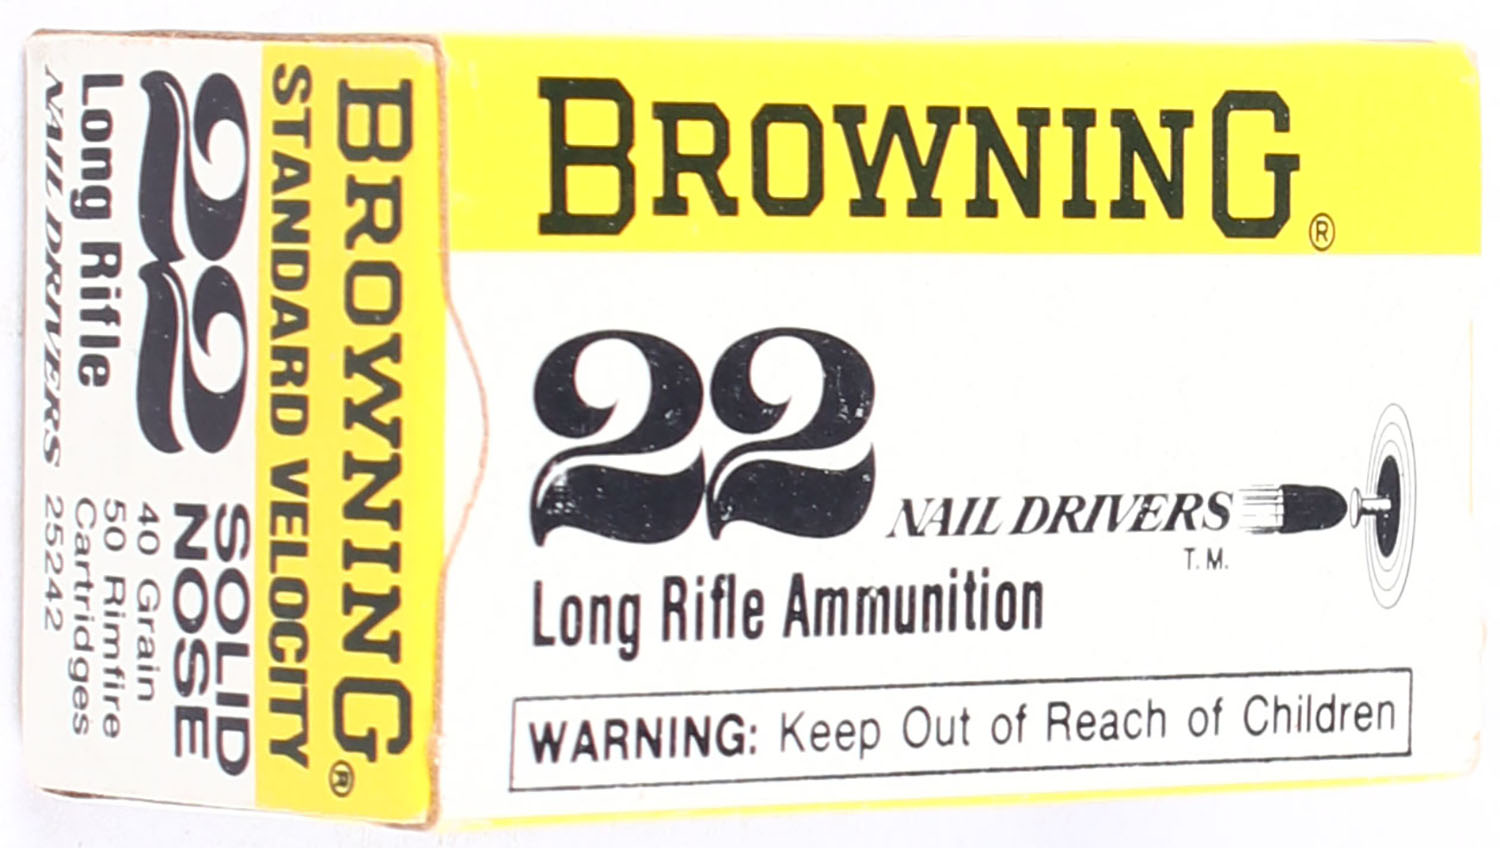 BROWNING®
22
NAIL DRIVERS
T.M.
Long Rifle Ammunition
WARNING: Keep Out of Reach of Children
BROWNING®
STANDARD VELOCITY
22
SOLID
NOSE
Long Rifle
40 Grain
50 Rimfire
Cartridges
NAIL DRIVERS
25242